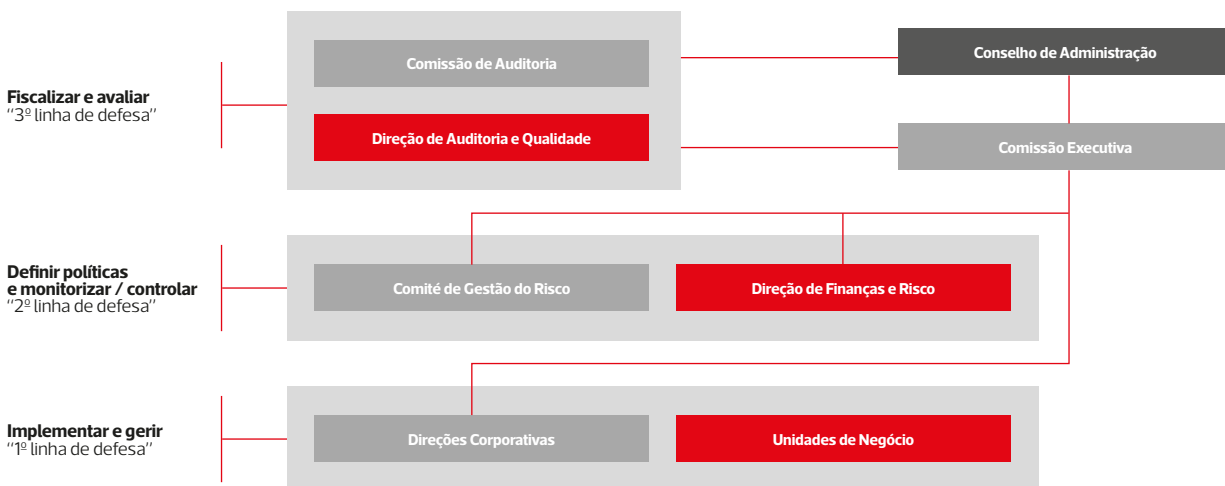 Comissão de Auditoria
Conselho de Administração
Fiscalizar e avaliar
“3º linha de defesa”
Direção de Auditoria e Qualidade
Comissão Executiva
Definir políticas
e monitorizar / controlar
“2º linha de defesa”
Comité de Gestão do Risco
Direção de Finanças e Risco
Implementar e gerir
“1º linha de defesa”
Direções Corporativas
Unidades de Negócio